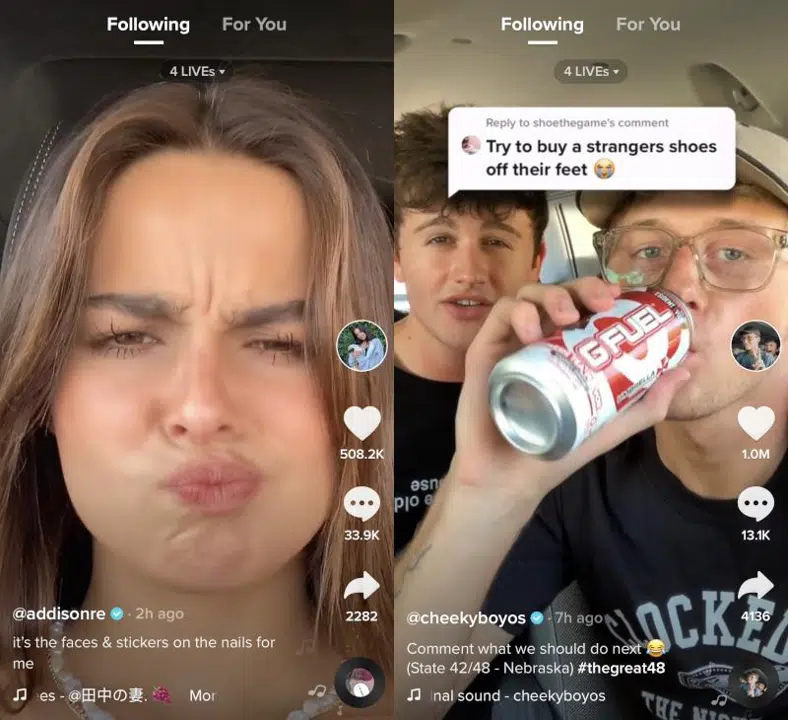 Following For You
4 LIVEs
508.2K
33.9K
2282
@addisonre · 2h ago
it's the faces & stickers on the nails for
me
es - @田中の妻. 🍇 Mor
Following For You
4 LIVEs
Reply to shoethegame's comment
Try to buy a strangers shoes
off their feet 😭
G FUEL
1.0M
13.1K
4136
@cheekyboyos · 7h ago
Comment what we should do next 😂
(State 42/48 - Nebraska) #thegreat48
nal sound - cheekyboyos